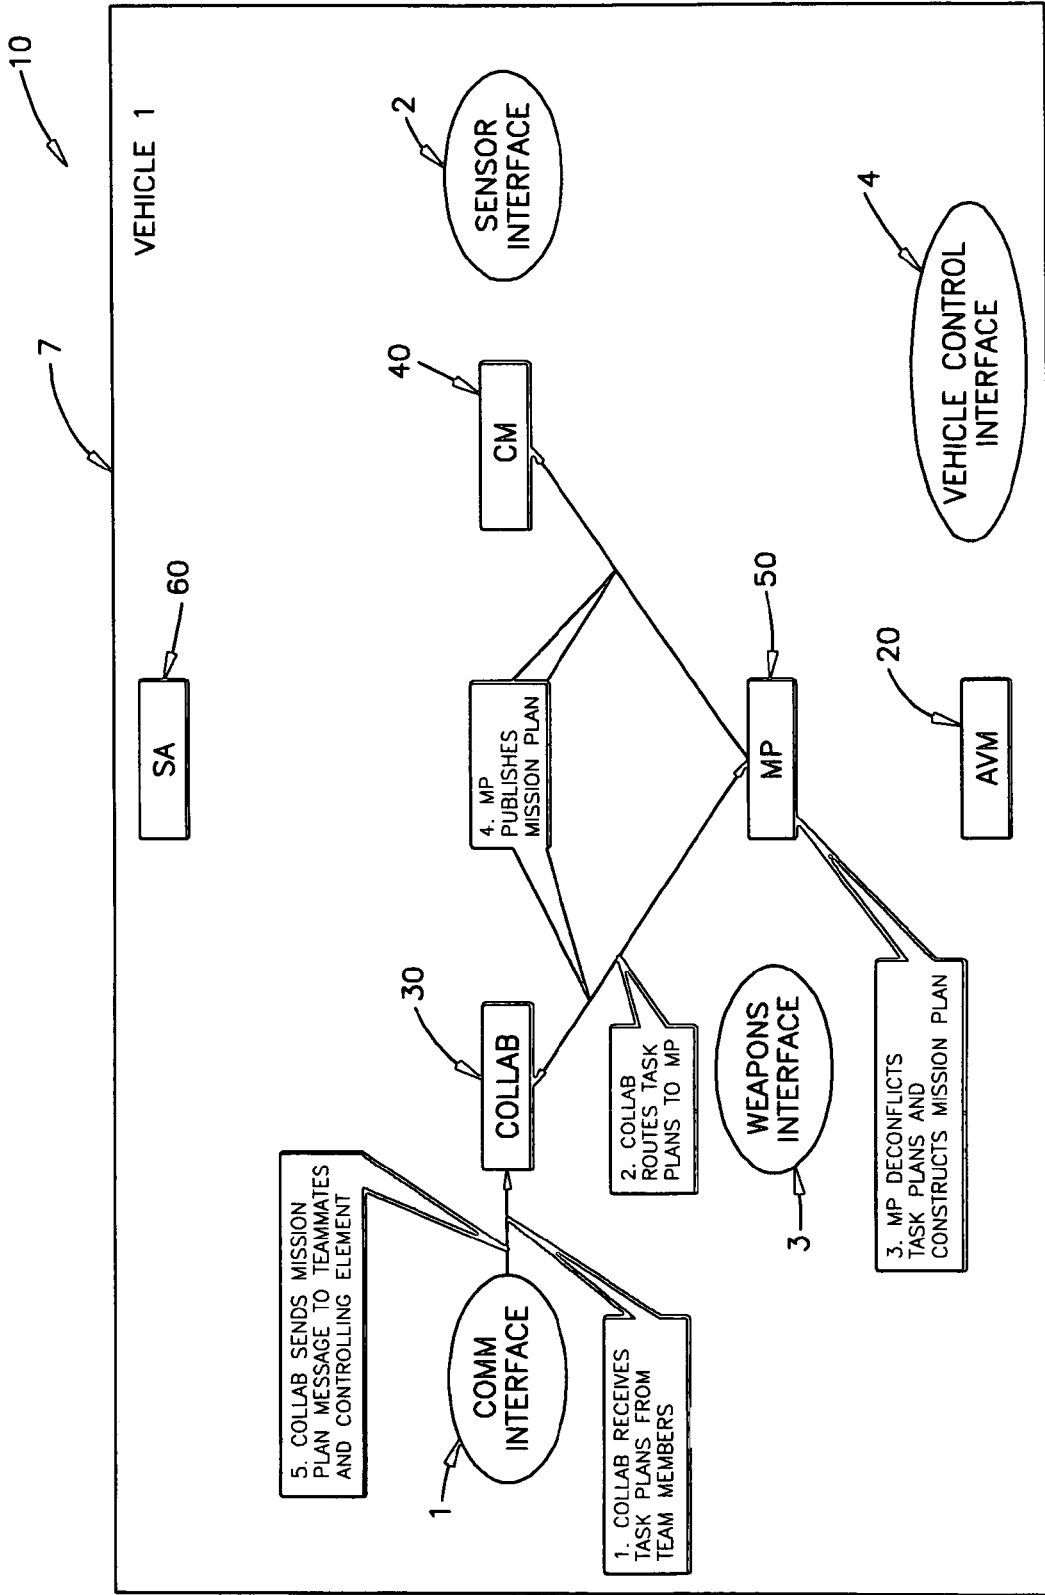 10
7
VEHICLE 1
SA
60
2
SENSOR
INTERFACE
40
CM
4. MP
PUBLISHES
MISSION PLAN
30
COLLAB
5. COLLAB SENDS MISSION
PLAN MESSAGE TO TEAMMATES
AND CONTROLLING ELEMENT
COMM
INTERFACE
1
1. COLLAB RECEIVES
TASK PLANS FROM
TEAM MEMBERS
2. COLLAB
ROUTES TASK
PLANS TO MP
WEAPONS
INTERFACE
3
50
MP
4
VEHICLE CONTROL
INTERFACE
3. MP DECONFLICTS
TASK PLANS AND
CONSTRUCTS MISSION PLAN
20
AVM